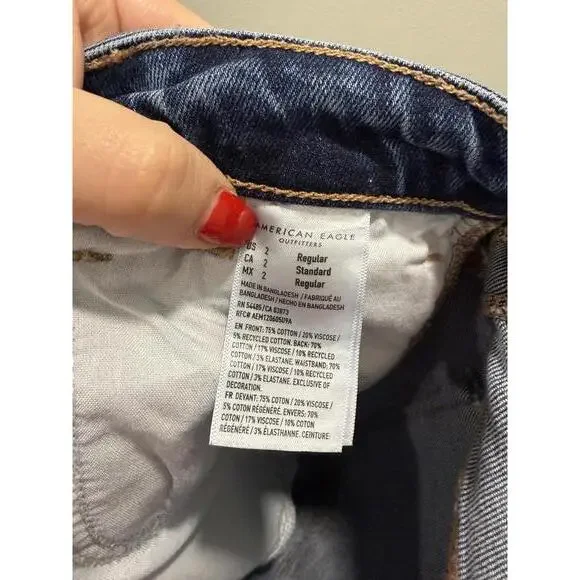 AMERICAN EAGLE
OUTFITTERS
US 2 Regular
CA 2 Standard
MX 2 Regular
MADE IN BANGLADESH / FABRIQUÉ AU
BANGLADESH / HECHO EN BANGLADESH
RN 54485/CA 03873
RFC# AEM120605U9A
EN FRONT: 75% COTTON / 20% VISCOSE /
5% RECYCLED COTTON. BACK: 70%
COTTON / 17% VISCOSE / 10% RECYCLED
COTTON / 3% ELASTANE. WAISTBAND: 70%
COTTON / 17% VISCOSE / 10% RECYCLED
COTTON / 3% ELASTANE. EXCLUSIVE OF
DECORATION.
FR DEVANT: 75% COTON / 20% VISCOSE /
5% COTON RÉGÉNÉRÉ. ENVERS: 70%
COTON / 17% VISCOSE / 10% COTON
RÉGÉNÉRÉ / 3% ÉLASTHANNE. CEINTURE